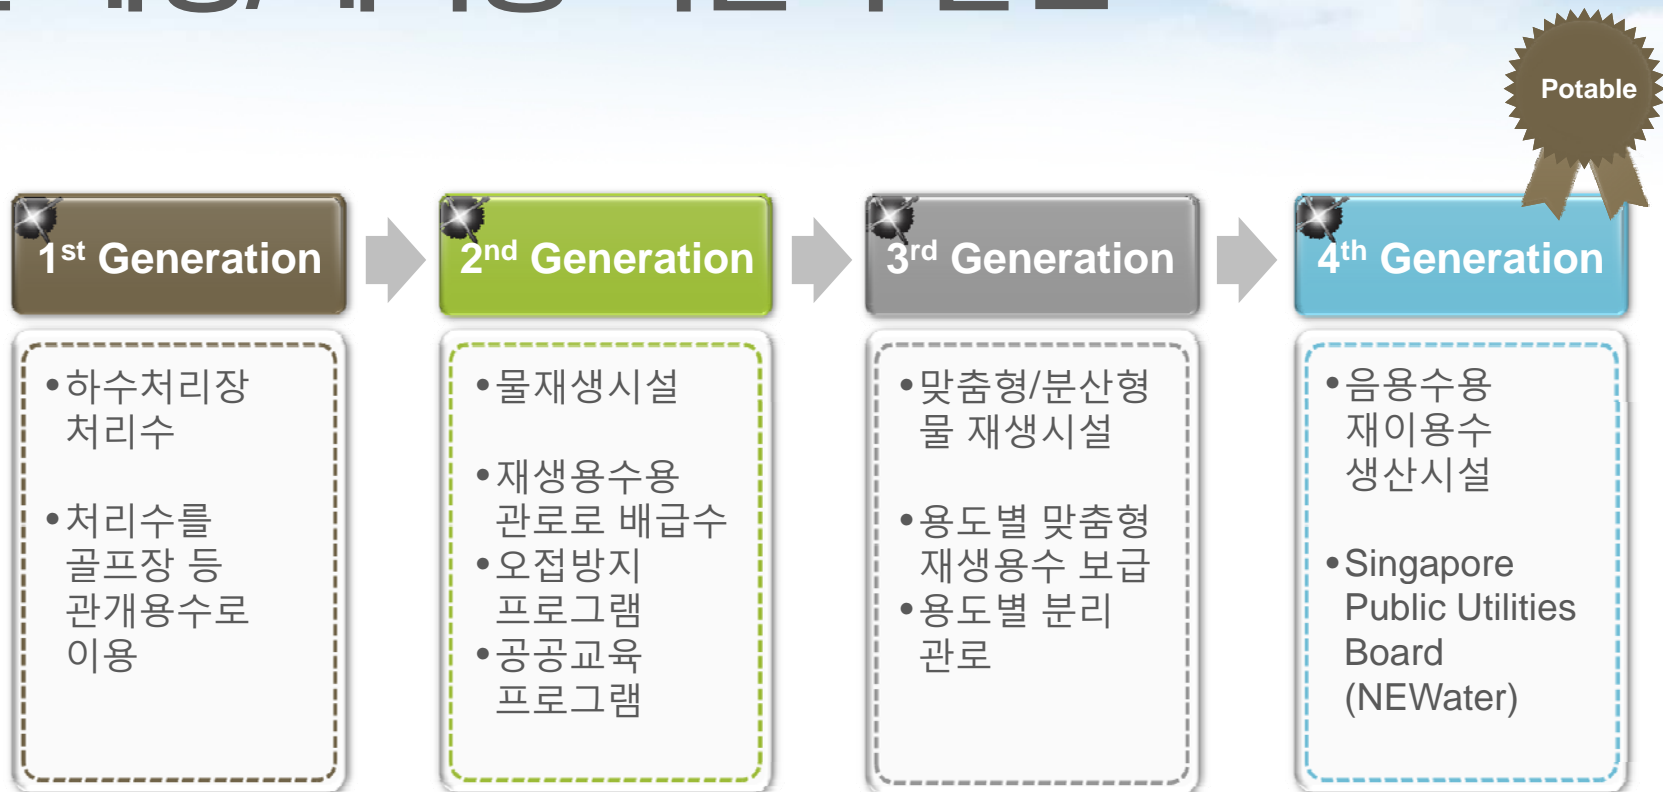 Potable
1st Generation
하수처리장
처리수
처리수를
골프장 등
관개용수로
이용
2nd Generation
물재생시설
재생용수용
관로로 배급수
오접방지
프로그램
공공교육
프로그램
3rd Generation
맞춤형/분산형
물 재생시설
용도별 맞춤형
재생용수 보급
용도별 분리
관로
4th Generation
음용수용
재이용수
생산시설
Singapore
Public Utilities
Board
(NEWater)